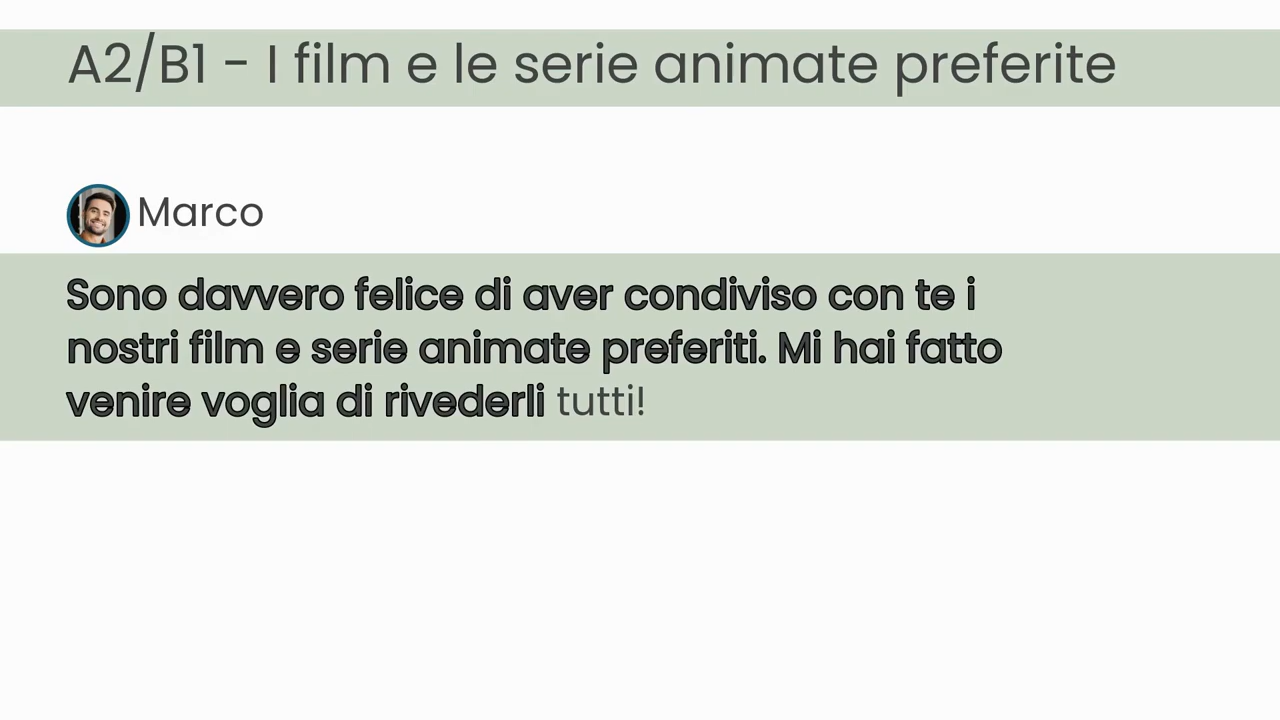 A2/B1 - I film e le serie animate preferite
Marco
Sono davvero felice di aver condiviso con te i
nostri film e serie animate preferiti. Mi hai fatto
venire voglia di rivederli tutti!